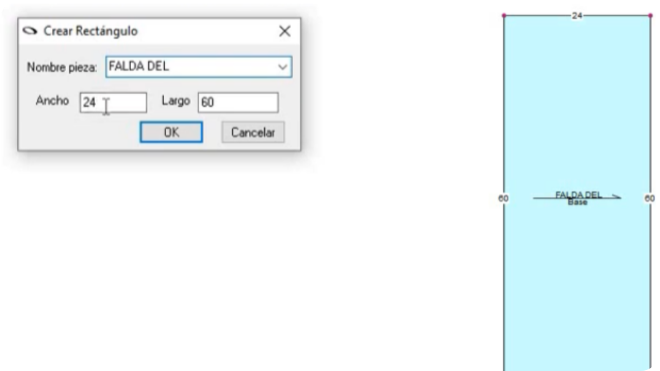 Crear Rectángulo
Nombre pieza: FALDA DEL
Ancho 24 Largo 60
OK Cancelar
24
60 FALDA DEL 60
Base